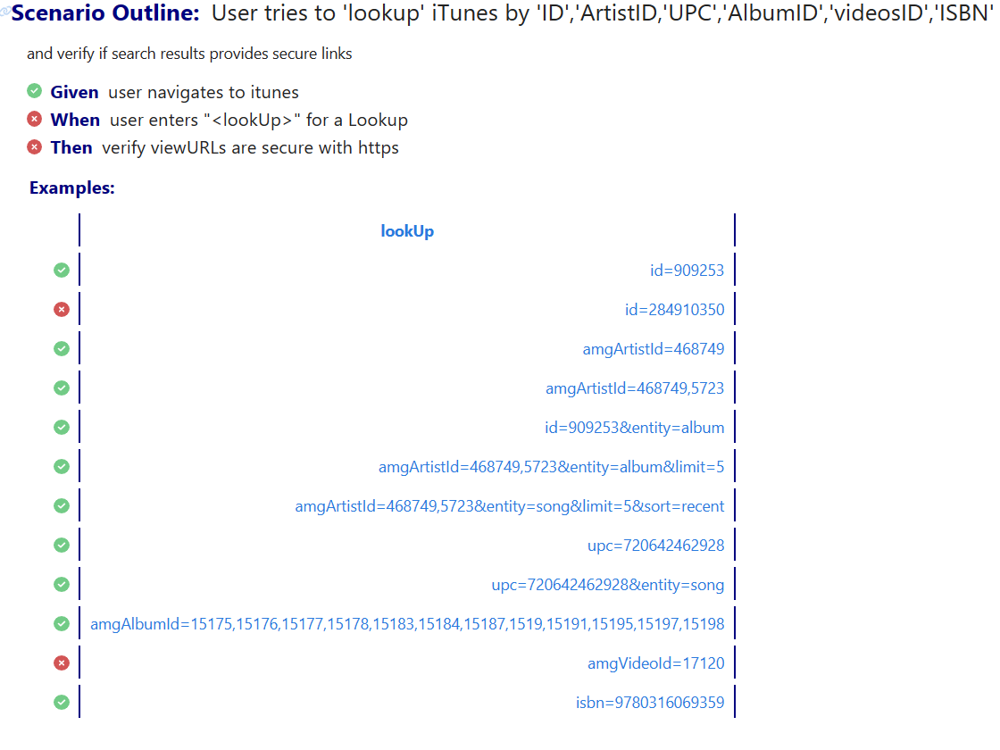 Scenario Outline: User tries to 'lookup' iTunes by 'ID','ArtistID,'UPC','AlbumID','videosID','ISBN'
and verify if search results provides secure links
Given user navigates to itunes
When user enters "<lookUp>" for a Lookup
Then verify viewURLs are secure with https
Examples:
lookUp
id=909253
id=284910350
amgArtistId=468749
amgArtistId=468749,5723
id=909253&entity=album
amgArtistId=468749,5723&entity=album&limit=5
amgArtistId=468749,5723&entity=song&limit=5&sort=recent
upc=720642462928
upc=720642462928&entity=song
amgAlbumId=15175,15176,15177,15178,15183,15184,15187,1519,15191,15195,15197,15198
amgVideoId=17120
isbn=9780316069359